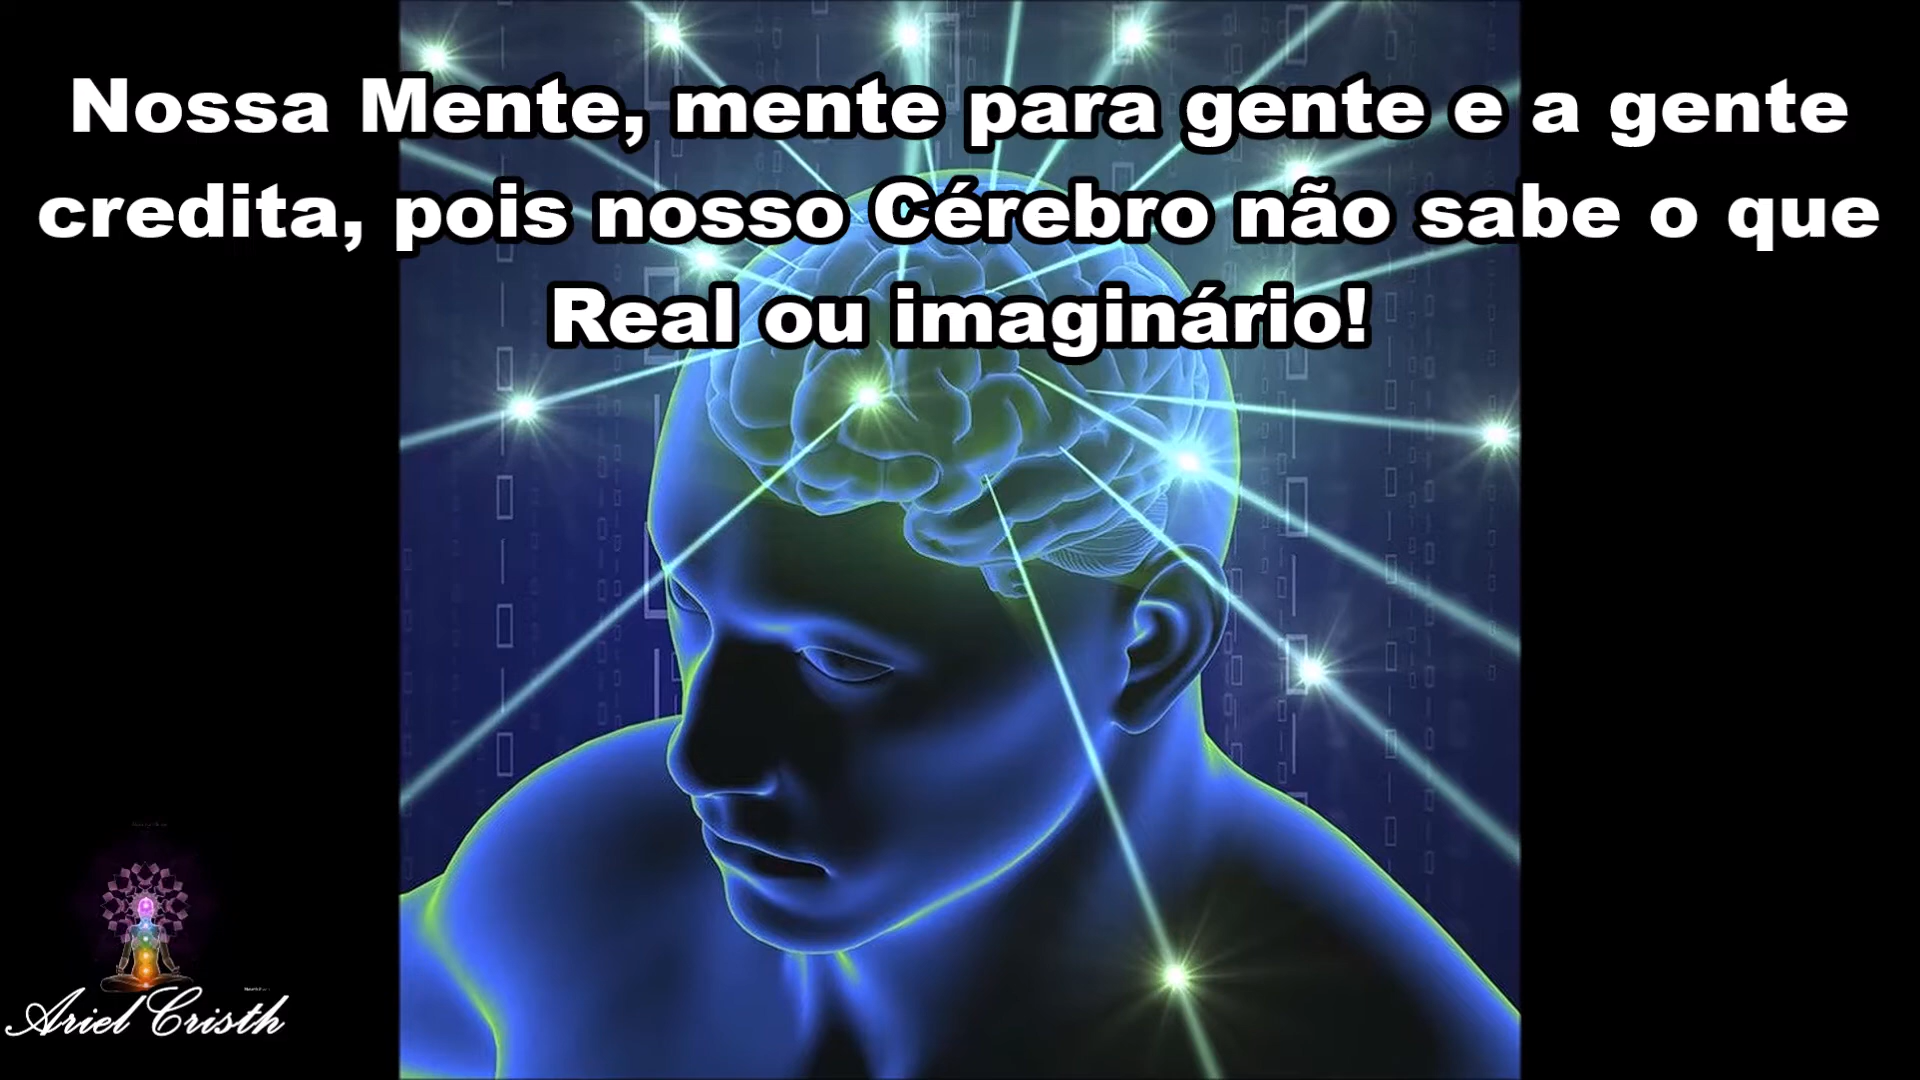 Nossa Mente, mente para gente e a gente
credita, pois nosso Cérebro não sabe o que
Real ou imaginário!
Ariel Cristh